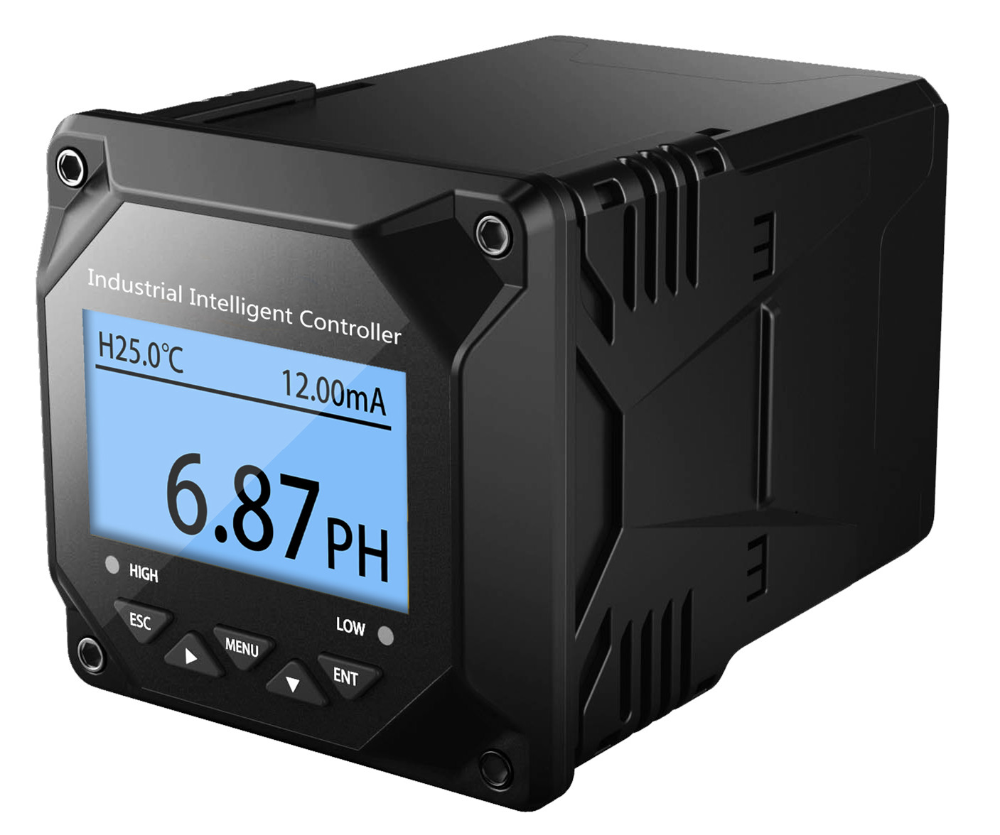 Industrial Intelligent Controller
H25.0℃ 12.00mA
6.87PH
HIGH
LOW
ESC
MENU
ENT